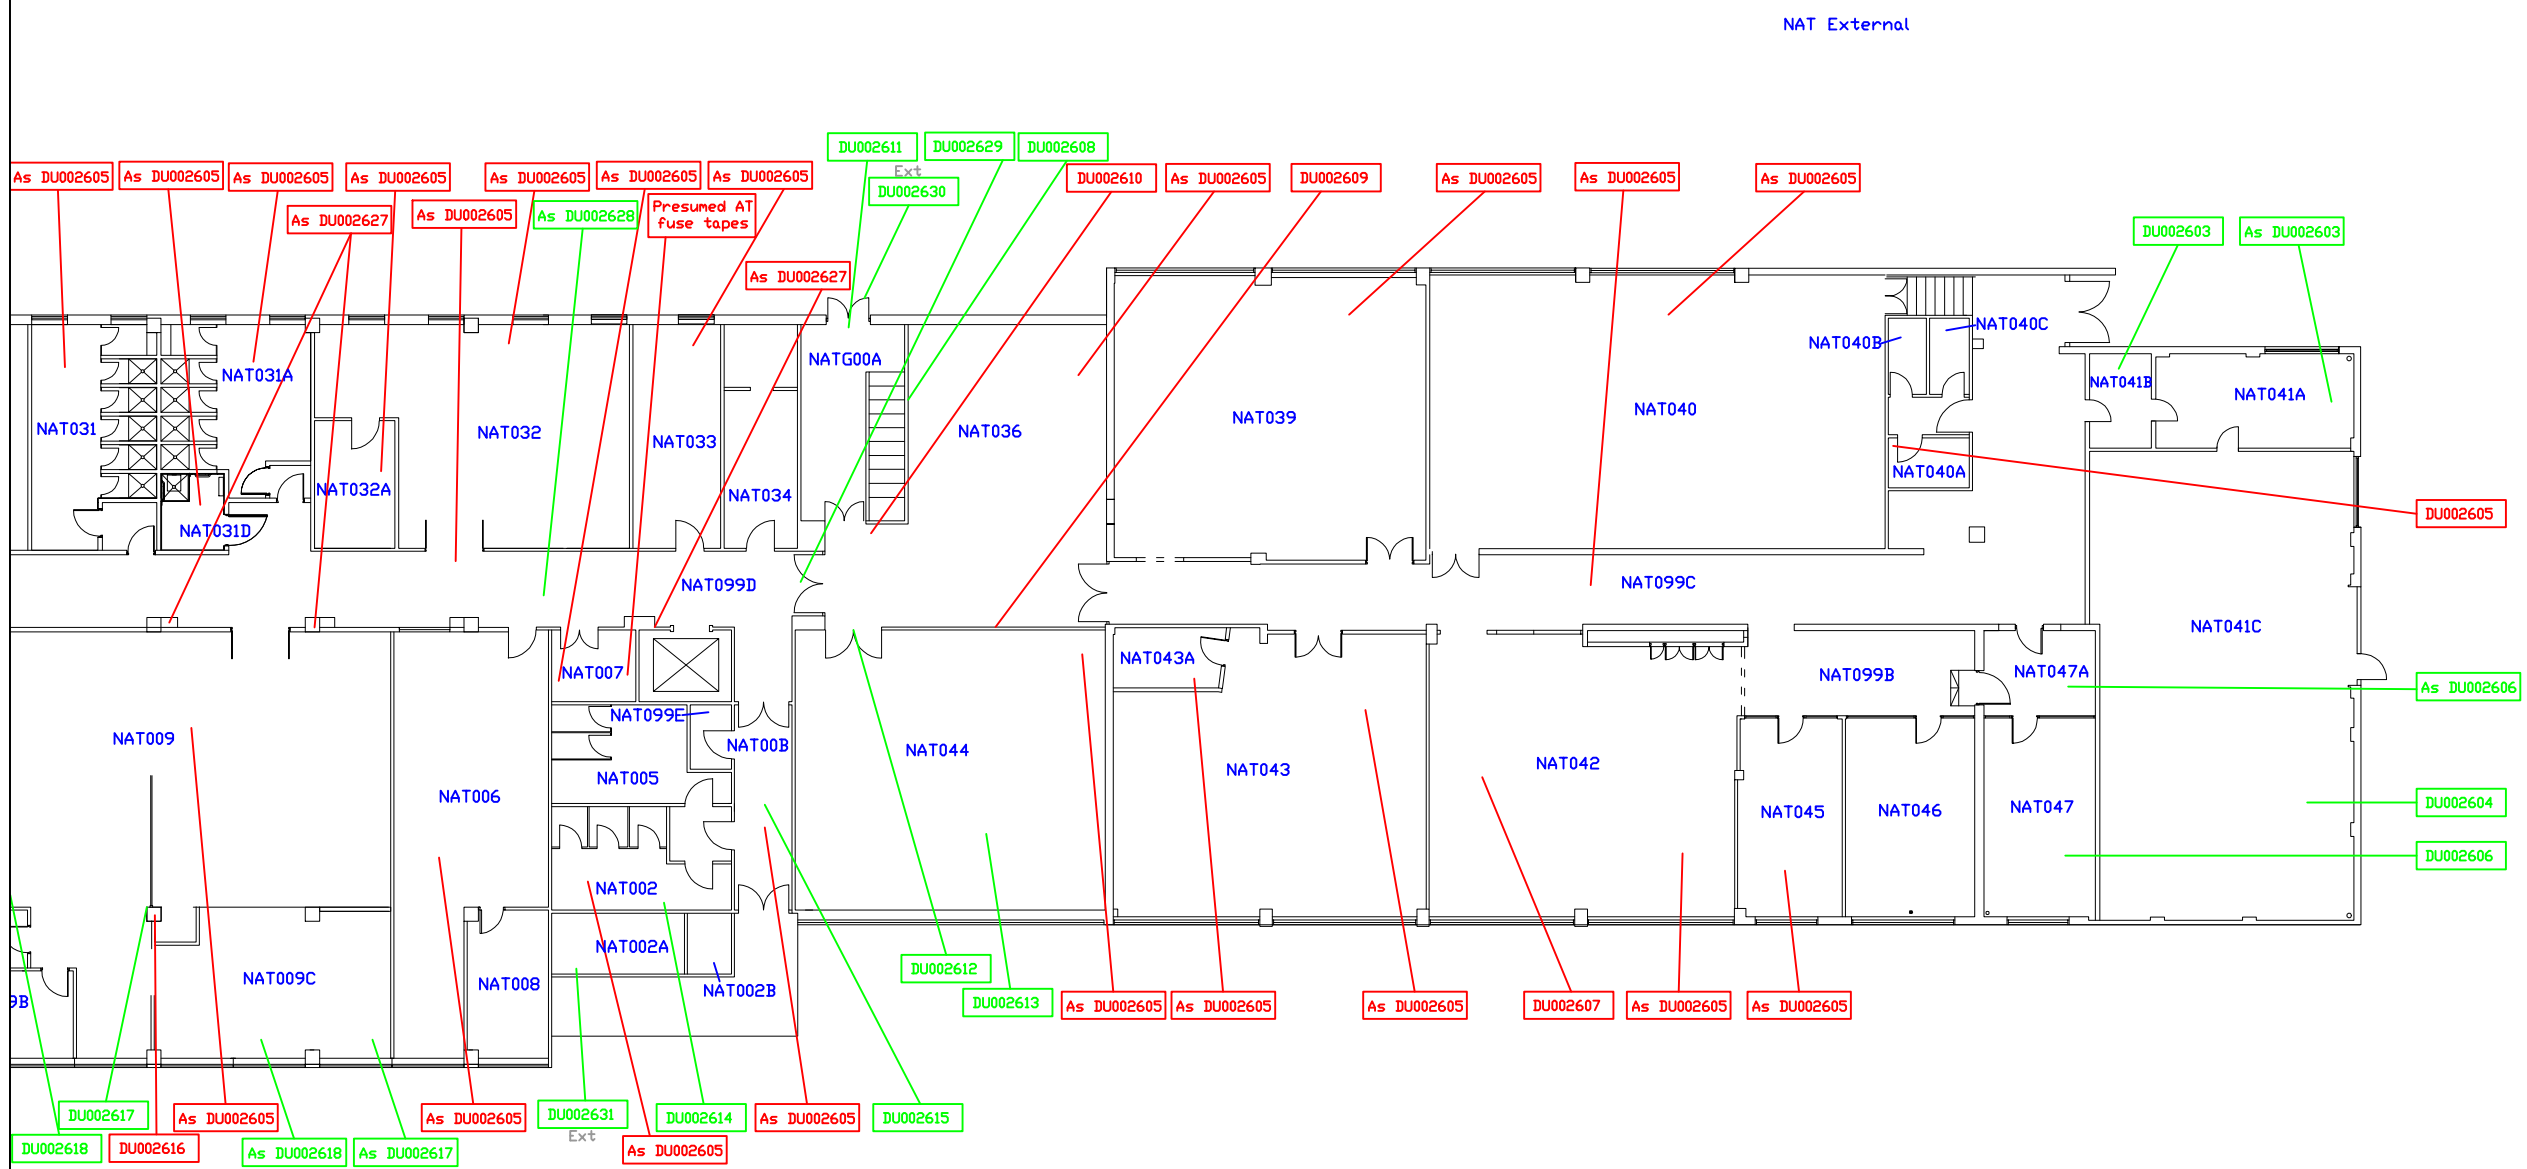 NAT External
DU002611
DU002629
DU002608
Ext
As DU002605
As DU002605
As DU002605
As DU002605
As DU002605
As DU002605
As DU002605
DU002630
DU002610
As DU002605
DU002609
As DU002605
As DU002605
As DU002605
As DU002627
As DU002605
As DU002628
Presumed AT
fuse tapes
DU002603
As DU002603
As DU002627
NAT040C
NAT040B
NATG00A
NAT031A
NAT041B
NAT041A
NAT031
NAT032
NAT033
NAT036
NAT039
NAT040
NAT032A
NAT034
NAT040A
NAT031D
DU002605
NAT099D
NAT099C
NAT041C
NAT007
NAT043A
NAT099B
NAT047A
As DU002606
NAT099E
NAT009
NAT00B
NAT044
NAT005
NAT043
NAT042
NAT006
NAT045
NAT046
NAT047
DU002604
DU002606
NAT002
NAT002A
NAT009C
NAT008
NAT002B
9B
DU002612
DU002613
As DU002605
As DU002605
As DU002605
DU002607
As DU002605
As DU002605
DU002617
As DU002605
As DU002605
DU002631
DU002614
As DU002605
DU002615
Ext
DU002618
DU002616
As DU002618
As DU002617
As DU002605